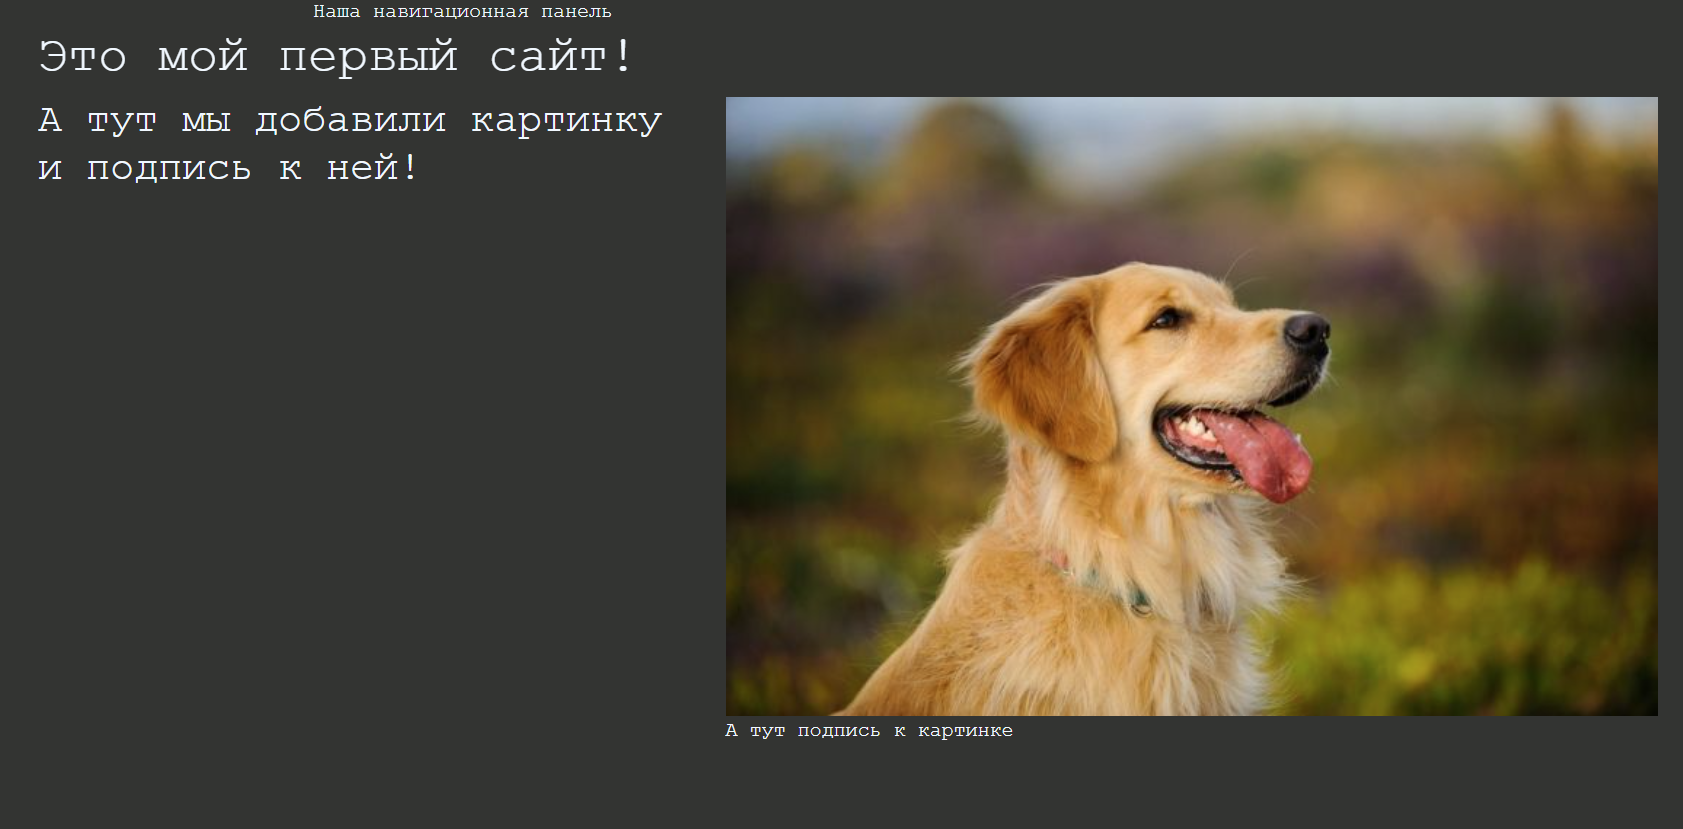 Наша навигационная панель
Это мой первый сайт!
А тут мы добавили картинку
и подпись к ней!
А тут подпись к картинке